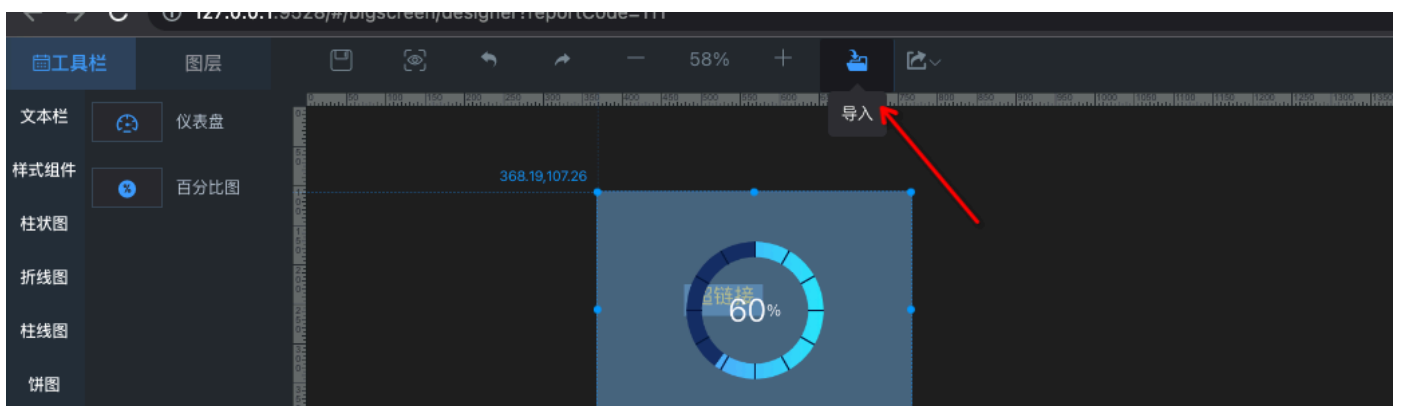 127.0.0.1:9528/#/bigscreen/designer?reportCode=111
工具栏 图层 58%
导入
文本栏 仪表盘
样式组件 百分比图
368.19,107.26
柱状图
折线图
超链接
60%
柱线图
饼图